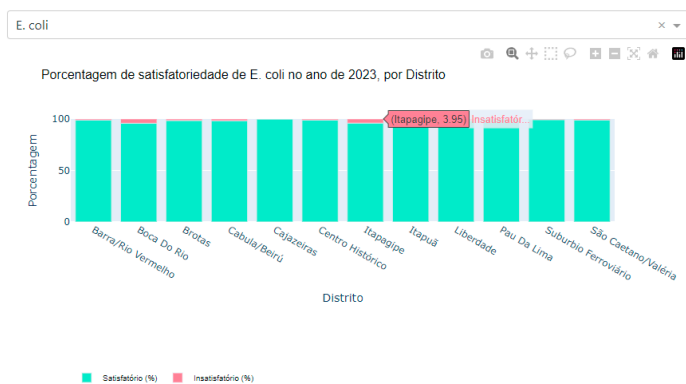 E. coli
Porcentagem de satisfatoriedade de E. coli no ano de 2023, por Distrito
Porcentagem
100
50
0
(Itapagipe, 3.95) Insatisfatór...
Barra/Rio Vermelho
Boca Do Rio
Brotas
Cabula/Beirú
Cajazeiras
Centro Histórico
Itapagipe
Itapuã
Liberdade
Pau Da Lima
Suburbio Ferroviário
São Caetano/Valéria
Distrito
Satisfatório (%)
Insatisfatório (%)